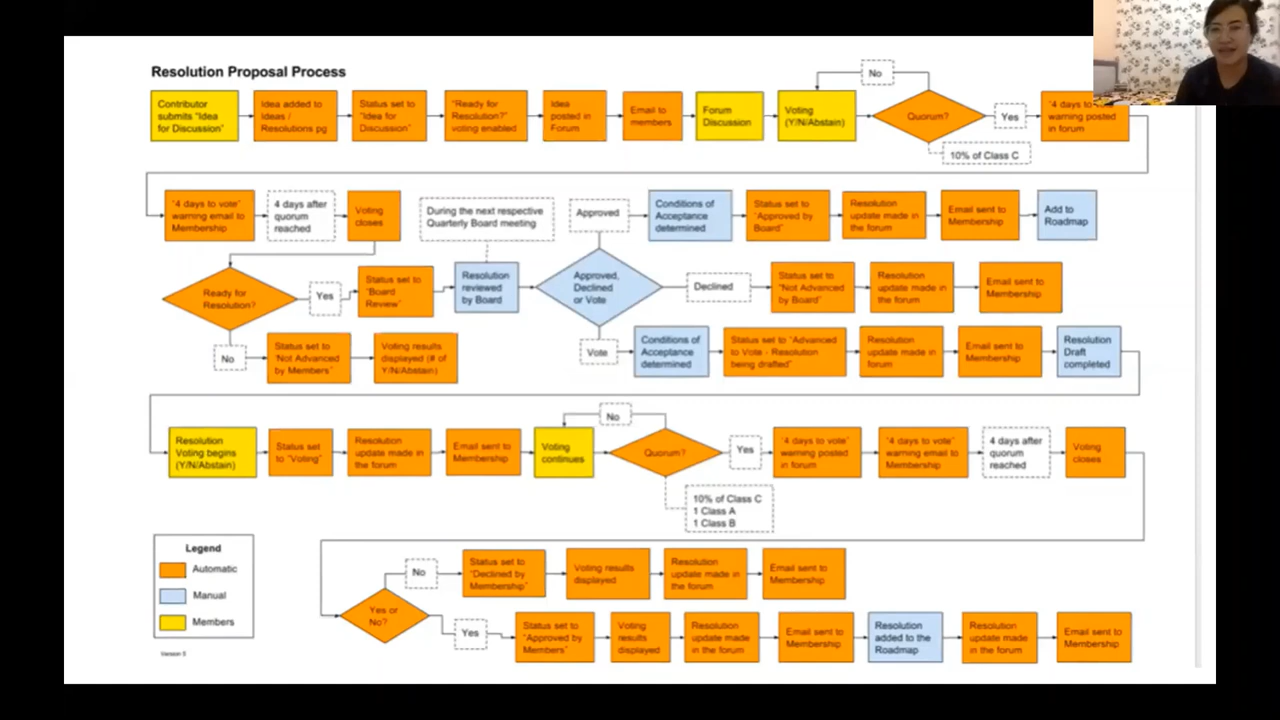 Resolution Proposal Process
Contributor
submits "Idea
for Discussion"
Idea added to
Ideas /
Resolutions pg
Status set to
"Idea for
Discussion"
"Ready for
Resolution?"
voting enabled
Idea
posted in
Forum
Email to
members
Forum
Discussion
Voting
(Y/N/Abstain)
No
Quorum?
10% of Class C
Yes
"4 days to
warning posted
in forum
"4 days to vote"
warning email to
Membership
4 days after
quorum
reached
Voting
closes
During the next respective
Quarterly Board meeting
Approved
Conditions of
Acceptance
determined
Status set to
"Approved by
Board"
Resolution
update made in
the forum
Email sent to
Membership
Add to
Roadmap
Ready for
Resolution?
Yes
Status set to
"Board
Review"
Resolution
reviewed
by Board
Approved,
Declined
or Vote
Declined
Status set to
"Not Advanced
by Board"
Resolution
update made in
the forum
Email sent to
Membership
No
Status set to
"Not Advanced
by Members"
Voting results
displayed (# of
Y/N/Abstain)
Vote
Conditions of
Acceptance
determined
Status set to "Advanced
to Vote - Resolution
being drafted"
Resolution
update made in
forum
Email sent to
Membership
Resolution
Draft
completed
Resolution
Voting begins
(Y/N/Abstain)
Status set
to "Voting"
Resolution
update made in
the forum
Email sent to
Membership
Voting
continues
No
Quorum?
10% of Class C
1 Class A
1 Class B
Yes
"4 days to vote"
warning posted
in forum
"4 days to vote"
warning email to
Membership
4 days after
quorum
reached
Voting
closes
Legend
Automatic
Manual
Members
Version 5
Yes or
No?
No
Status set to
"Declined by
Membership"
Voting results
displayed
Resolution
update made in
the forum
Email sent to
Membership
Yes
Status set to
"Approved by
Members"
Voting
results
displayed
Resolution
update made
in the forum
Email sent to
Membership
Resolution
added to the
Roadmap
Resolution
update made
in the forum
Email sent to
Membership